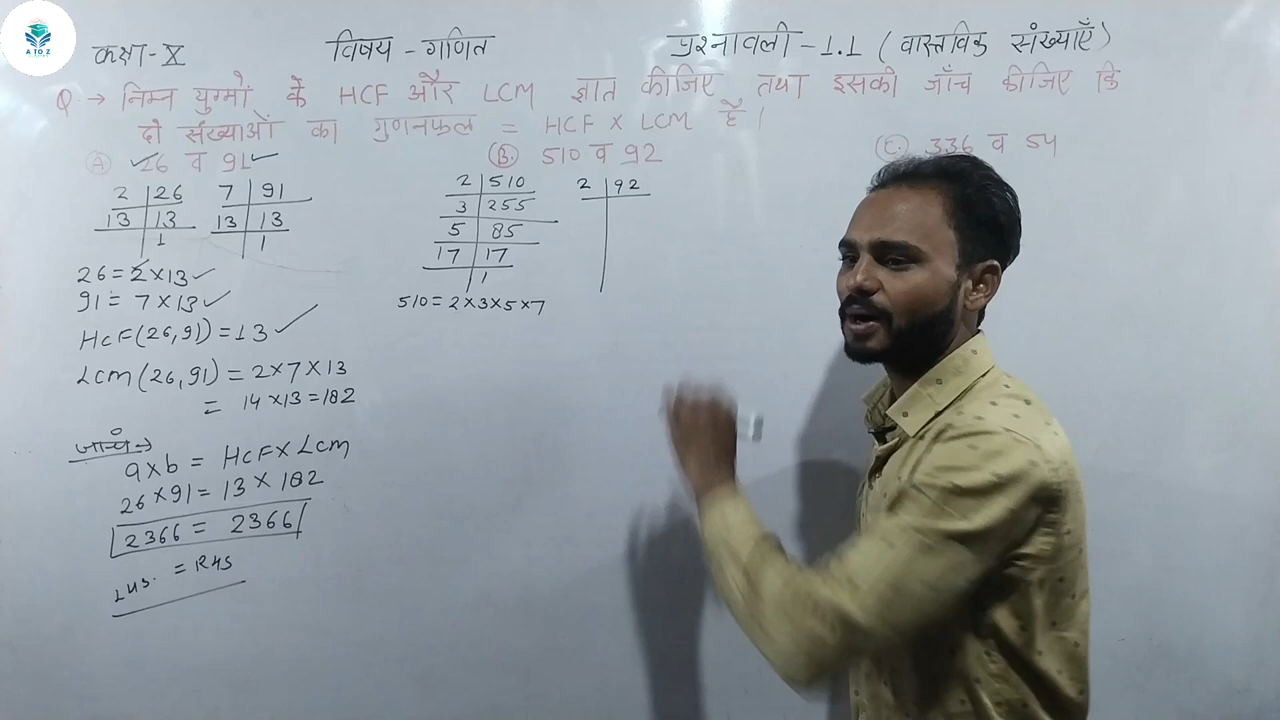 A TO Z
कक्षा-X विषय - गणित प्रश्नावली - 1.1 ( वास्तविक संख्याएँ )
Q. → निम्न युग्मों के HCF और LCM ज्ञात कीजिए तथा इसकी जाँच कीजिए कि
दो संख्याओं का गुणनफल = HCF X LCM है।
(A) 26 व 91 (B.) 510 व 92 (C.) 336 व 54
2 | 26 7 | 91 2 | 510 2 | 92
13 | 13 13 | 13 3 | 255
1 1 5 | 85
17 | 17
1
26 = 2 X 13
91 = 7 X 13
510 = 2 X 3 X 5 X 7
HCF (26, 91) = 13
LCM (26, 91) = 2 X 7 X 13
= 14 X 13 = 182
जांच →
a X b = HCF X LCM
26 X 91 = 13 X 182
2366 = 2366
LHS. = RHS